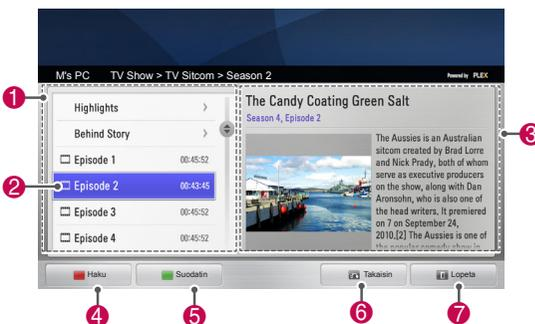 M's PC TV Show > TV Sitcom > Season 2 Powered by PLEX
1
Highlights >
Behind Story >
Episode 1 00:45:52
2
Episode 2 00:43:45
Episode 3 00:45:52
Episode 4 00:45:52
The Candy Coating Green Salt
Season 4, Episode 2
The Aussies is an Australian
sitcom created by Brad Lorre
and Nick Prady, both of whom
serve as executive producers
on the show, along with Dan
Aronsohn, who is also one of
the head writers, It premiered
on 7 on September 24,
2010,[2] The Aussies is one of
the popular comedy show in
3
Haku
Suodatin
Takaisin
Lopeta
4
5
6
7